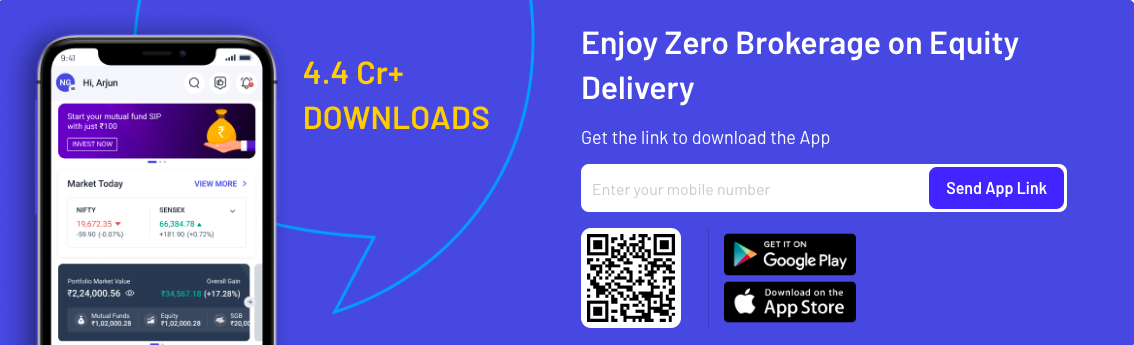 9:41
NG
Hi, Arjun
Start your mutual fund SIP
with just ₹100
INVEST NOW
Market Today
VIEW MORE >
NIFTY
19,672.35
-59.90 (-0.07%)
SENSEX
66,384.78
+181.90 (+0.72%)
Portfolio Market Value
₹2,24,000.56
Overall Gain
₹34,567.18 (+17.28%)
Mutual Funds
₹1,02,000.28
Equity
₹1,02,000.28
SGB
4.4 Cr+
DOWNLOADS
Enjoy Zero Brokerage on Equity
Delivery
Get the link to download the App
Enter your mobile number
Send App Link
GET IT ON
Google Play
Download on the
App Store